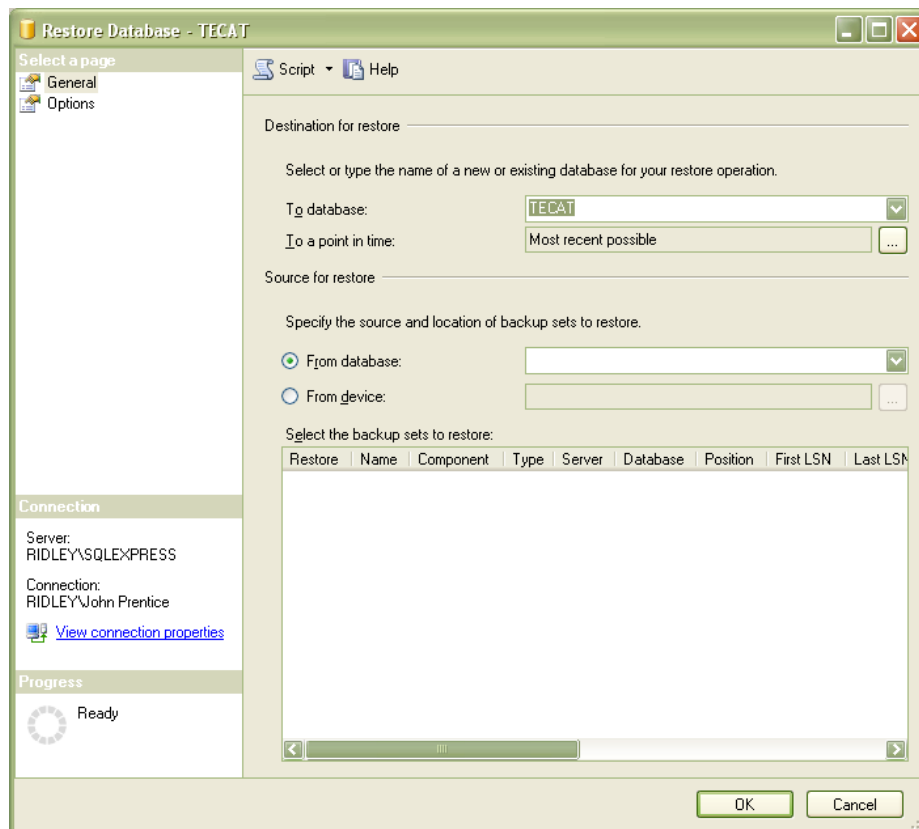 Restore Database - TECAT
Select a page
General
Options
Script Help
Destination for restore
Select or type the name of a new or existing database for your restore operation.
To database: TECAT
To a point in time: Most recent possible ...
Source for restore
Specify the source and location of backup sets to restore.
From database:
From device: ...
Select the backup sets to restore:
Restore Name Component Type Server Database Position First LSN Last LSN
Connection
Server:
RIDLEY\SQLEXPRESS
Connection:
RIDLEY\John Prentice
View connection properties
Progress
Ready
OK Cancel